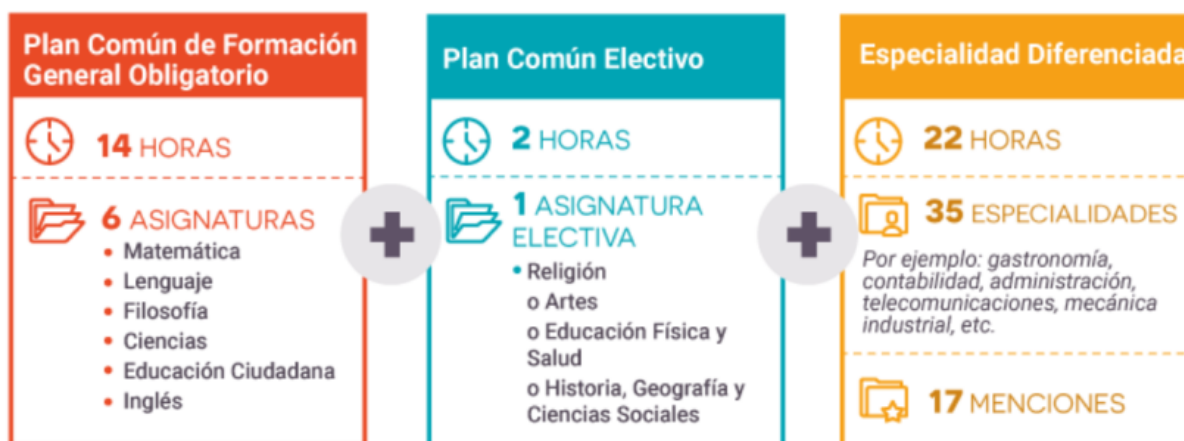 Plan Común de Formación
General Obligatorio
14 HORAS
6 ASIGNATURAS
• Matemática
• Lenguaje
• Filosofía
• Ciencias
• Educación Ciudadana
• Inglés
Plan Común Electivo
2 HORAS
1 ASIGNATURA
ELECTIVA
• Religión
o Artes
o Educación Física y
Salud
o Historia, Geografía y
Ciencias Sociales
Especialidad Diferenciada
22 HORAS
35 ESPECIALIDADES
Por ejemplo: gastronomía,
contabilidad, administración,
telecomunicaciones, mecánica
industrial, etc.
17 MENCIONES